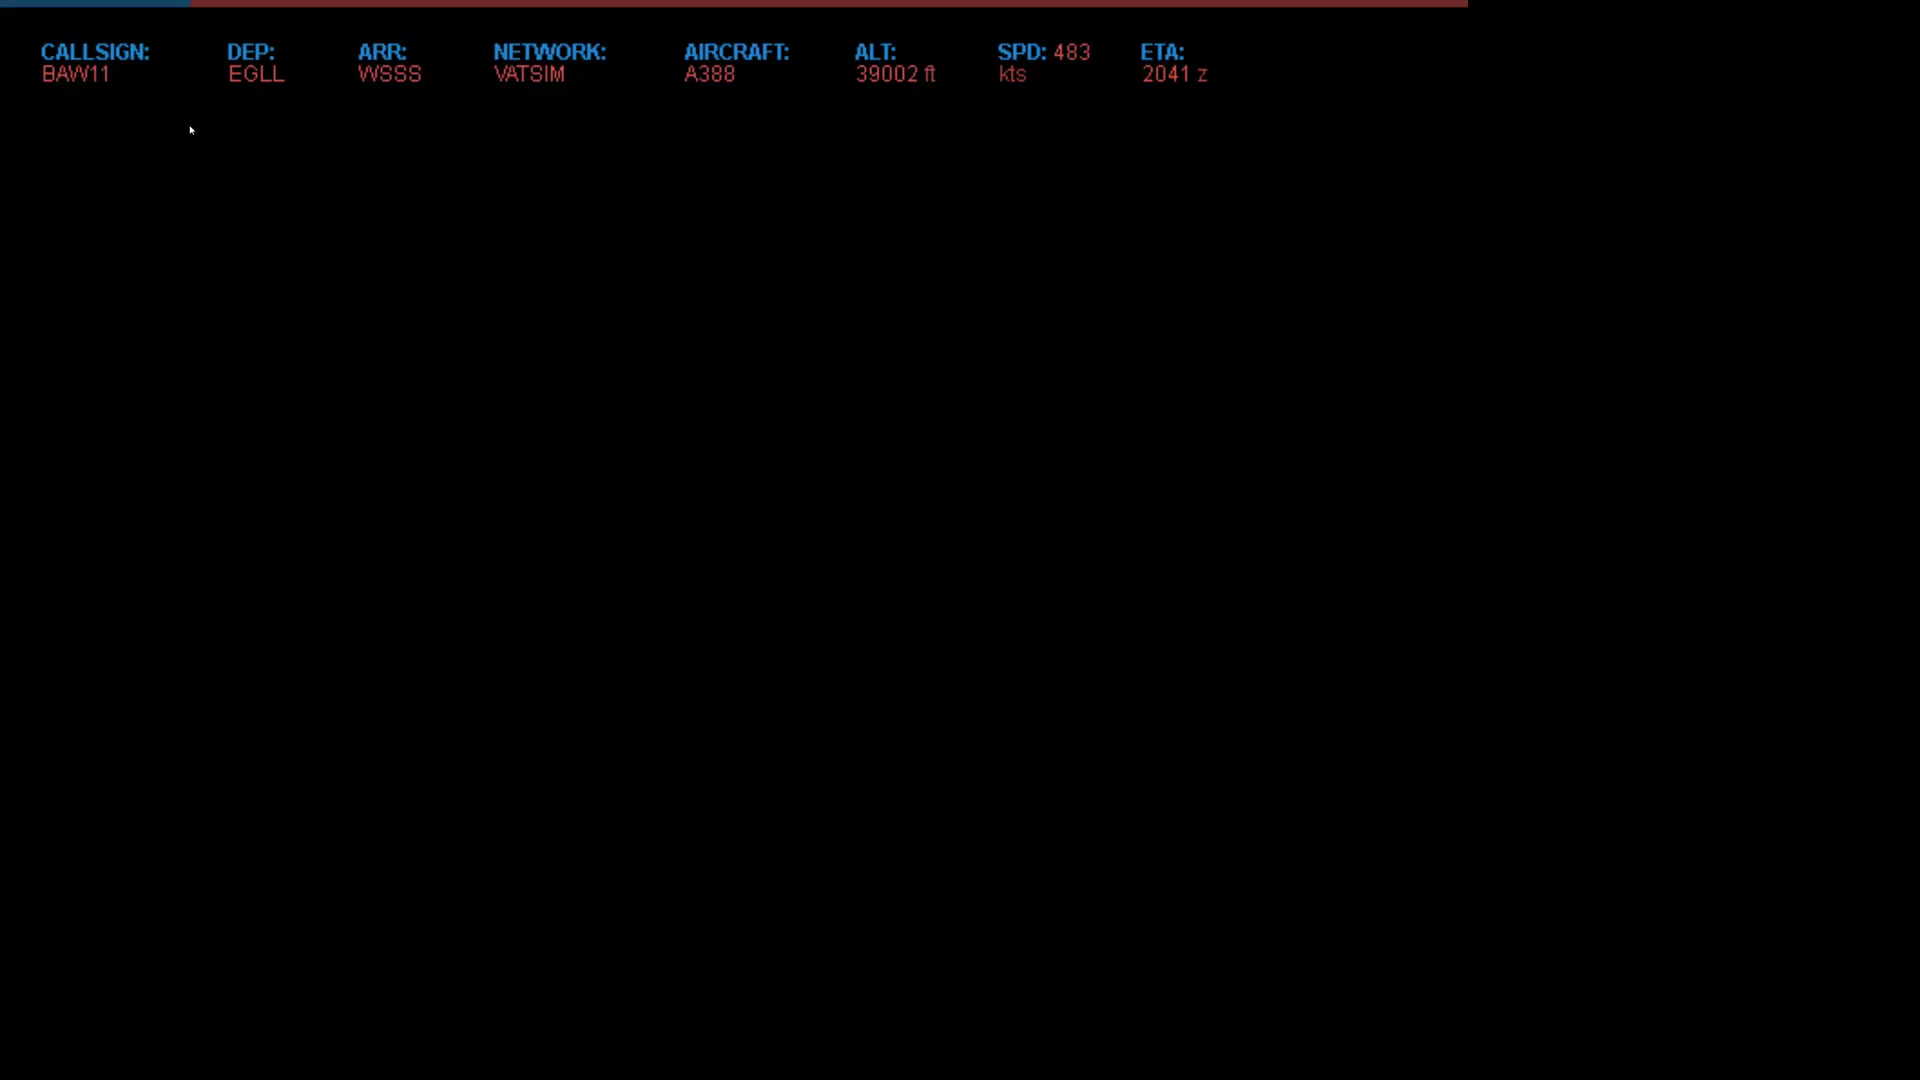 CALLSIGN: DEP: ARR: NETWORK: AIRCRAFT: ALT: SPD: 483 ETA:
BAW11 EGLL WSSS VATSIM A388 39002 ft kts 2041 z